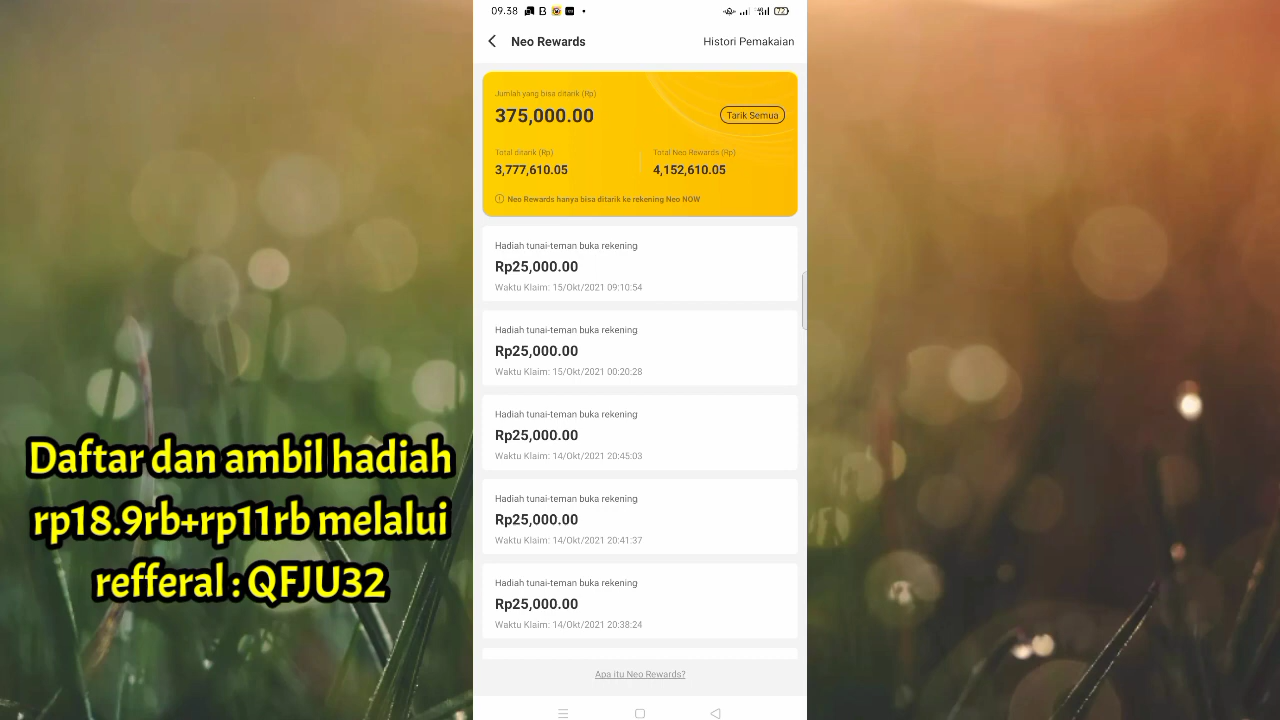 09.38
72
Neo Rewards
Histori Pemakaian
Jumlah yang bisa ditarik (Rp)
375,000.00
Tarik Semua
Total ditarik (Rp)
Total Neo Rewards (Rp)
3,777,610.05
4,152,610.05
Neo Rewards hanya bisa ditarik ke rekening Neo NOW
Hadiah tunai-teman buka rekening
Rp25,000.00
Waktu Klaim: 15/Okt/2021 09:10:54
Hadiah tunai-teman buka rekening
Rp25,000.00
Waktu Klaim: 15/Okt/2021 00:20:28
Hadiah tunai-teman buka rekening
Rp25,000.00
Waktu Klaim: 14/Okt/2021 20:45:03
Hadiah tunai-teman buka rekening
Rp25,000.00
Waktu Klaim: 14/Okt/2021 20:41:37
Hadiah tunai-teman buka rekening
Rp25,000.00
Waktu Klaim: 14/Okt/2021 20:38:24
Apa itu Neo Rewards?
Daftar dan ambil hadiah
rp18.9rb+rp11rb melalui
refferal : QFJU32